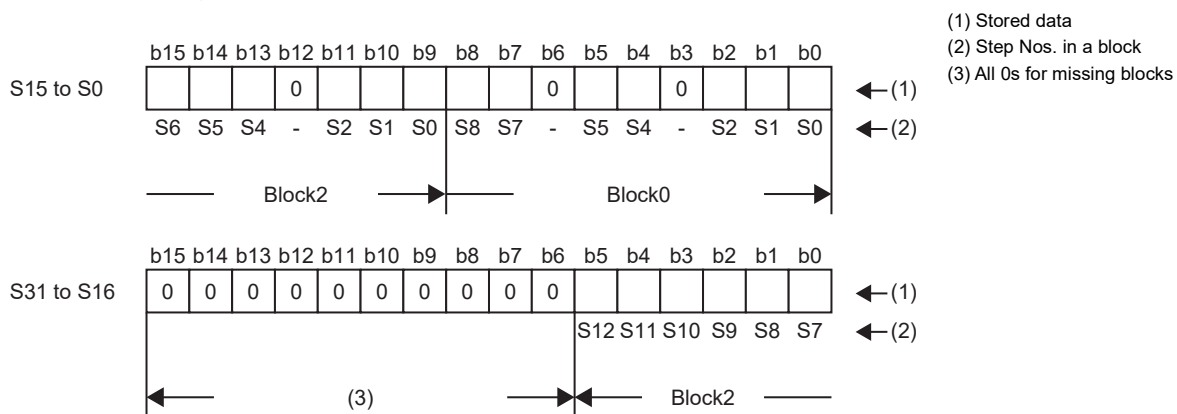 (1) Stored data
(2) Step Nos. in a block
(3) All 0s for missing blocks
b15 b14 b13 b12 b11 b10 b9 b8 b7 b6 b5 b4 b3 b2 b1 b0
S15 to S0 0 0 0 (1)
S6 S5 S4 - S2 S1 S0 S8 S7 - S5 S4 - S2 S1 S0 (2)
Block2 Block0
b15 b14 b13 b12 b11 b10 b9 b8 b7 b6 b5 b4 b3 b2 b1 b0
S31 to S16 0 0 0 0 0 0 0 0 0 0 (1)
S12 S11 S10 S9 S8 S7 (2)
(3) Block2